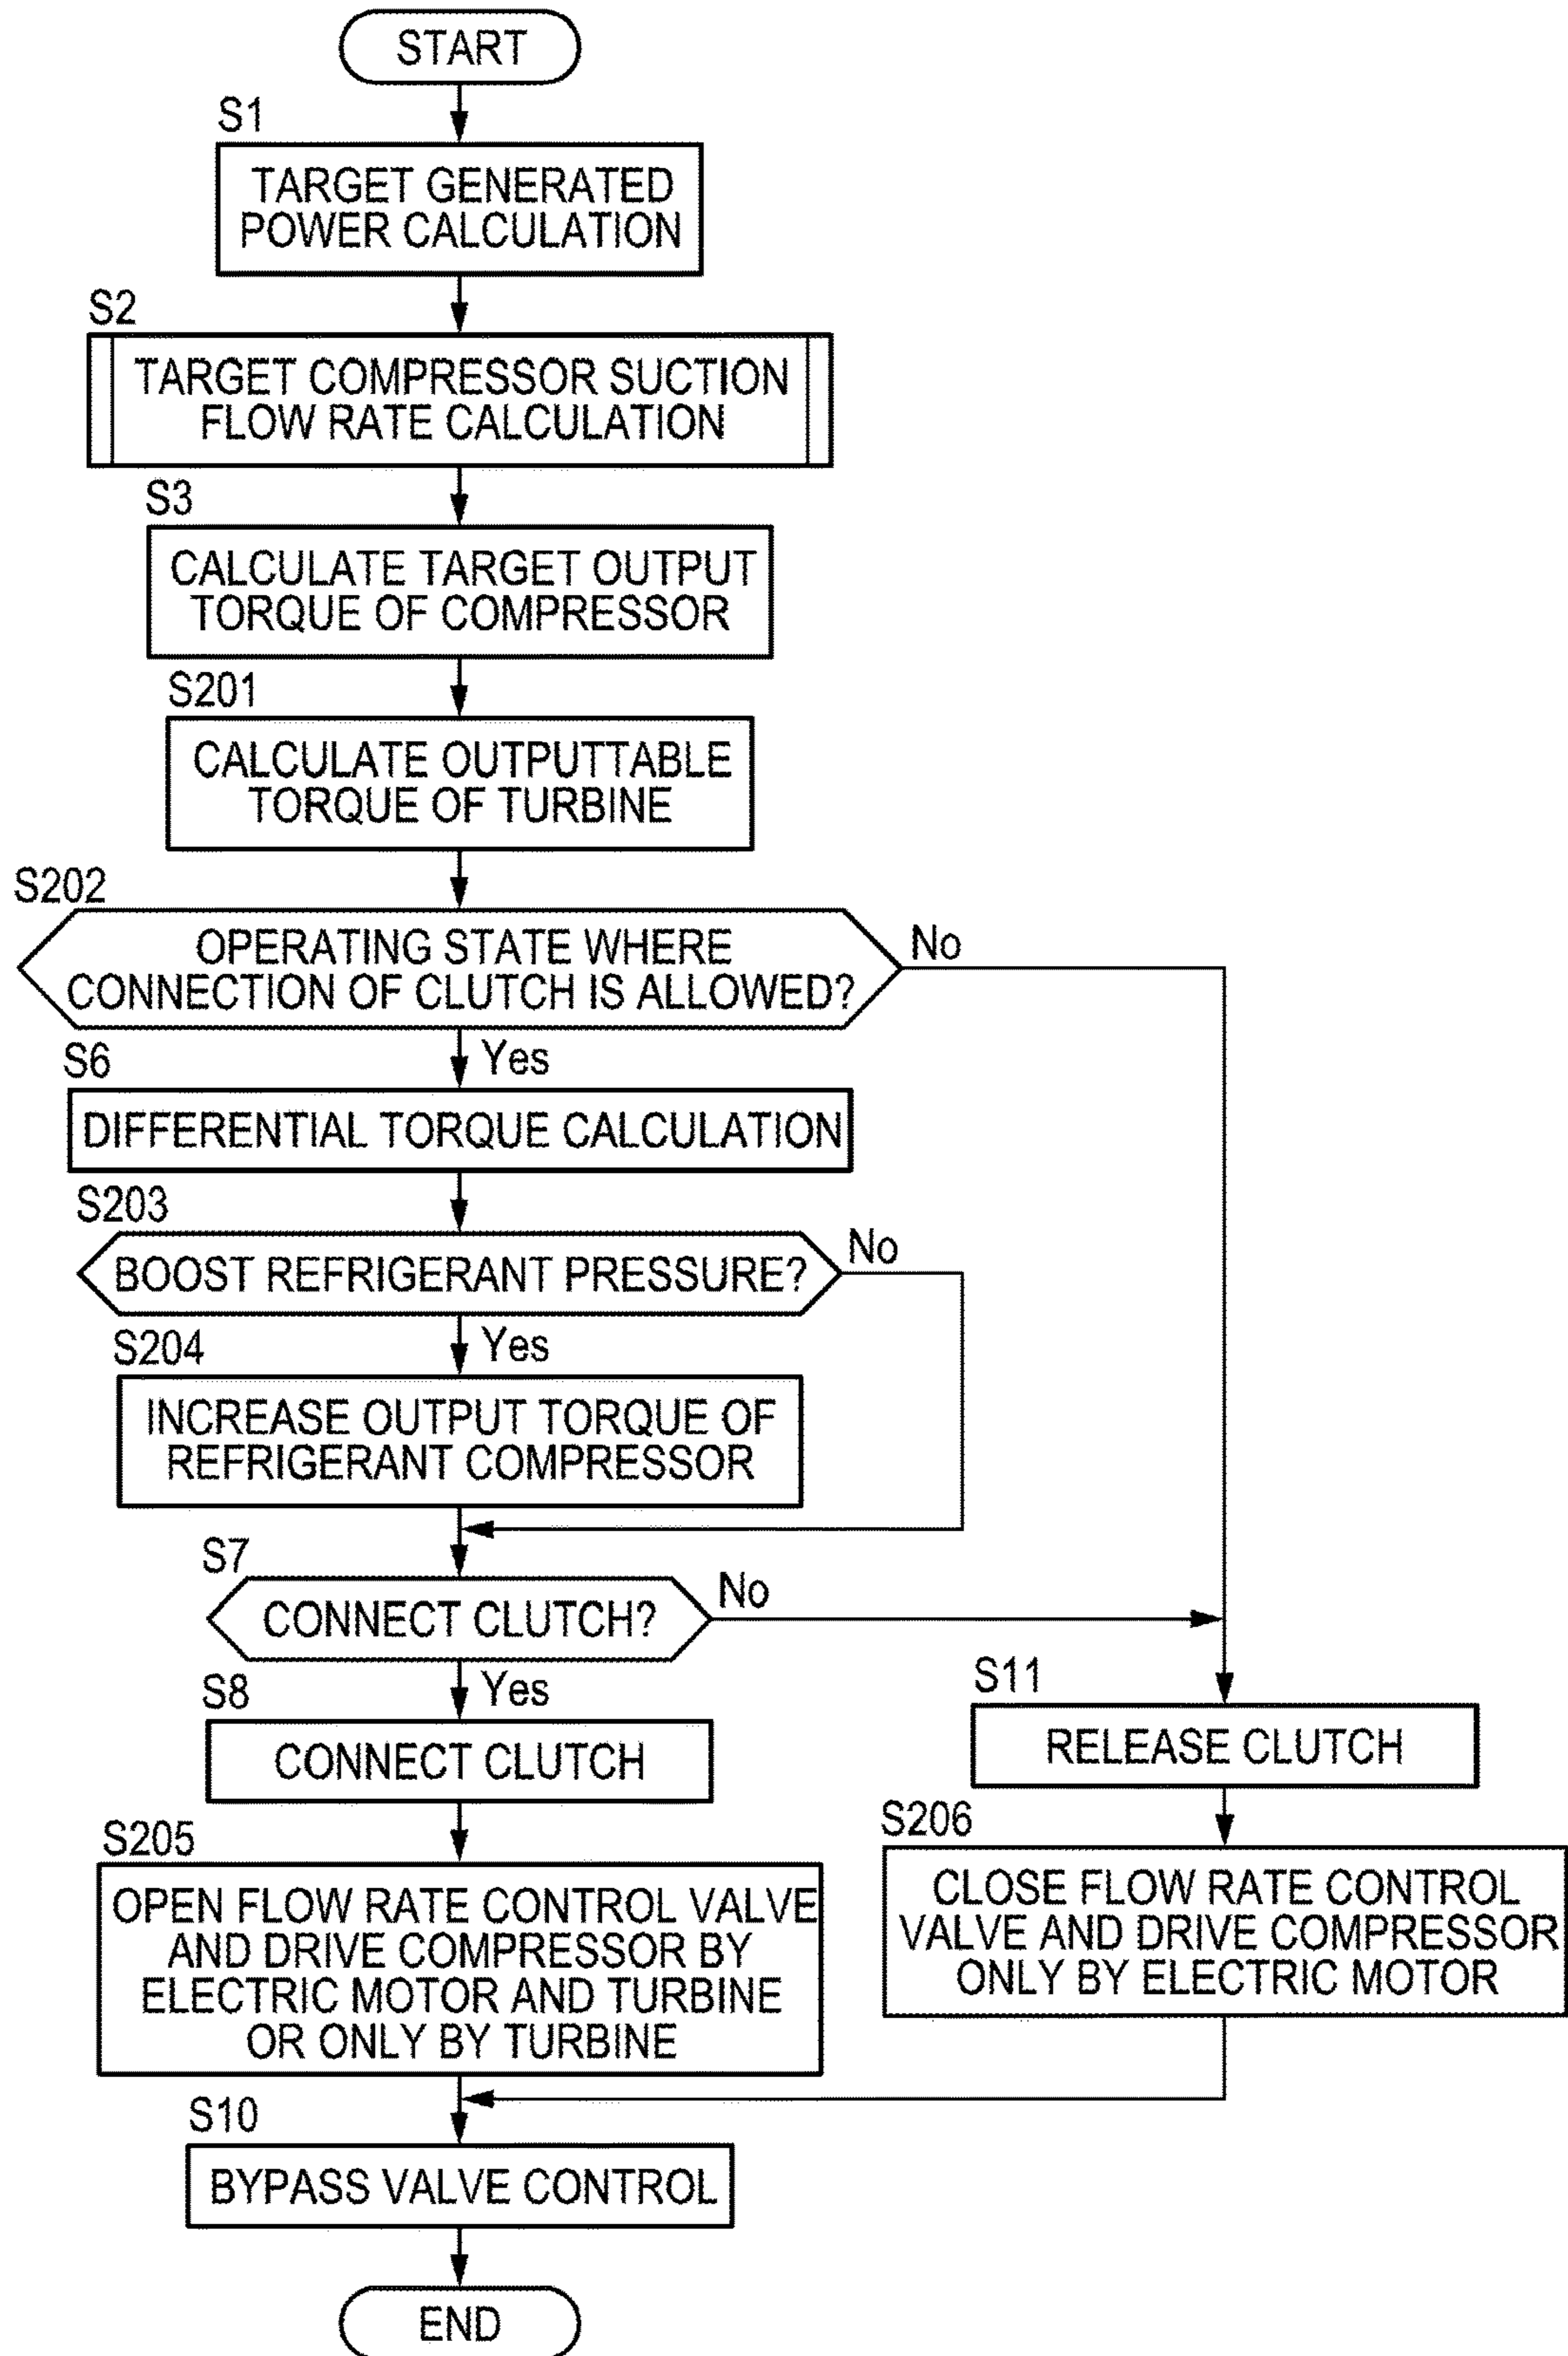 START
S1
TARGET GENERATED
POWER CALCULATION
S2
TARGET COMPRESSOR SUCTION
FLOW RATE CALCULATION
S3
CALCULATE TARGET OUTPUT
TORQUE OF COMPRESSOR
S201
CALCULATE OUTPUTTABLE
TORQUE OF TURBINE
S202
OPERATING STATE WHERE
CONNECTION OF CLUTCH IS ALLOWED?
No
Yes
S6
DIFFERENTIAL TORQUE CALCULATION
S203
BOOST REFRIGERANT PRESSURE?
No
Yes
S204
INCREASE OUTPUT TORQUE OF
REFRIGERANT COMPRESSOR
S7
CONNECT CLUTCH?
No
Yes
S8
CONNECT CLUTCH
S11
RELEASE CLUTCH
S205
OPEN FLOW RATE CONTROL VALVE
AND DRIVE COMPRESSOR BY
ELECTRIC MOTOR AND TURBINE
OR ONLY BY TURBINE
S206
CLOSE FLOW RATE CONTROL
VALVE AND DRIVE COMPRESSOR
ONLY BY ELECTRIC MOTOR
S10
BYPASS VALVE CONTROL
END